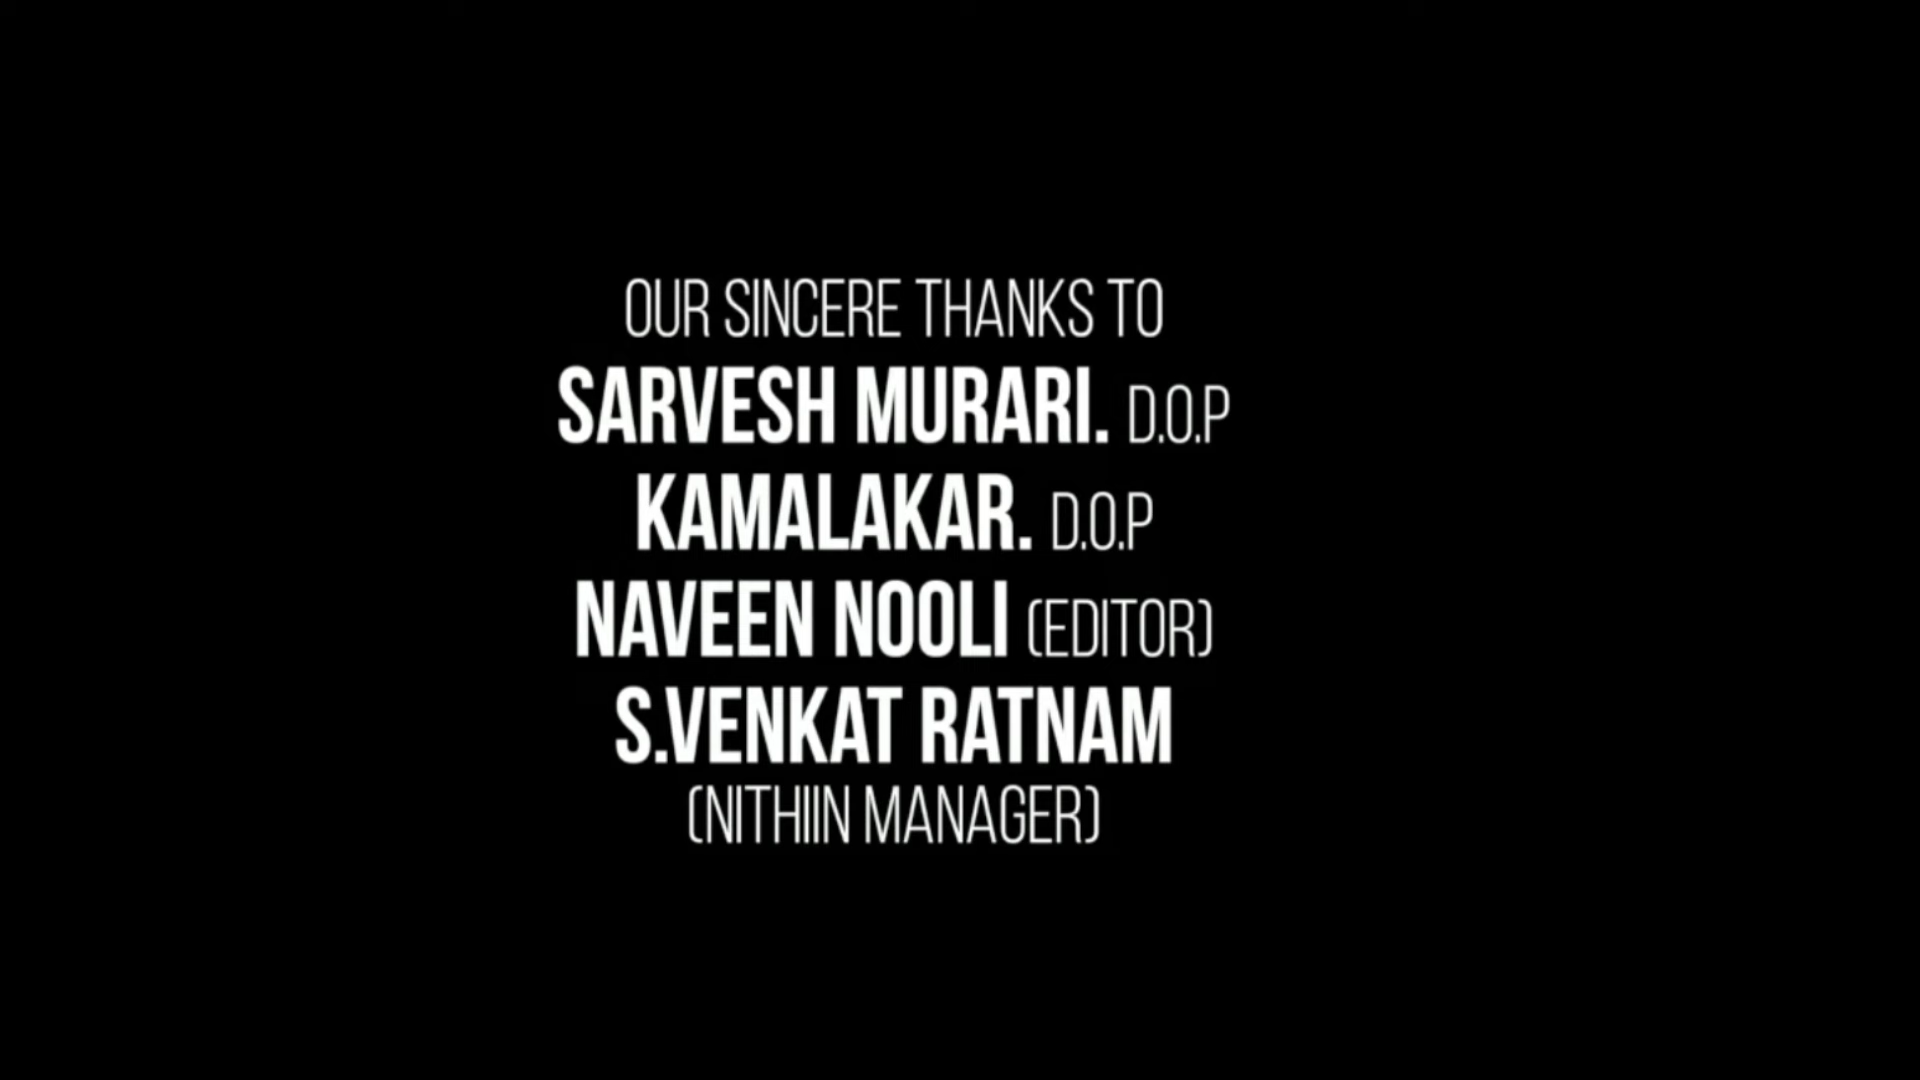 OUR SINCERE THANKS TO
SARVESH MURARI. D.O.P
KAMALAKAR. D.O.P
NAVEEN NOOLI (EDITOR)
S.VENKAT RATNAM
(NITHIIN MANAGER)